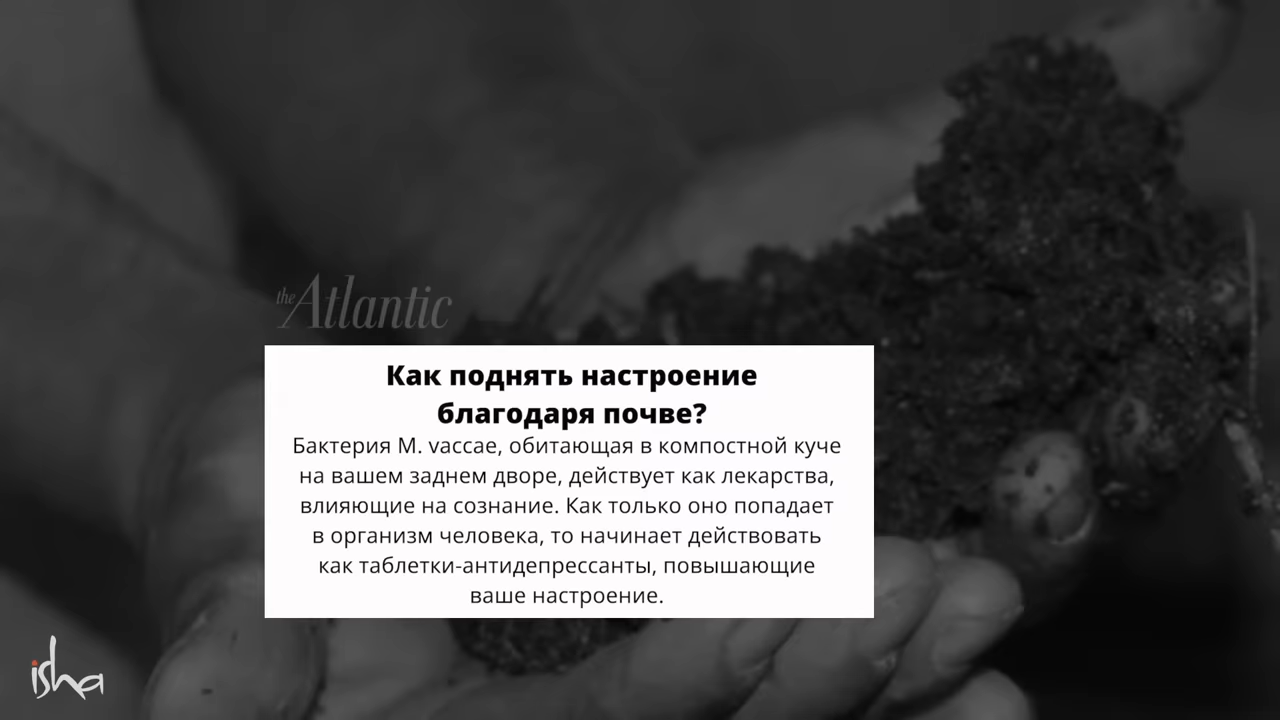 the Atlantic
Как поднять настроение
благодаря почве?
Бактерия M. vaccae, обитающая в компостной куче
на вашем заднем дворе, действует как лекарства,
влияющие на сознание. Как только оно попадает
в организм человека, то начинает действовать
как таблетки-антидепрессанты, повышающие
ваше настроение.
isha